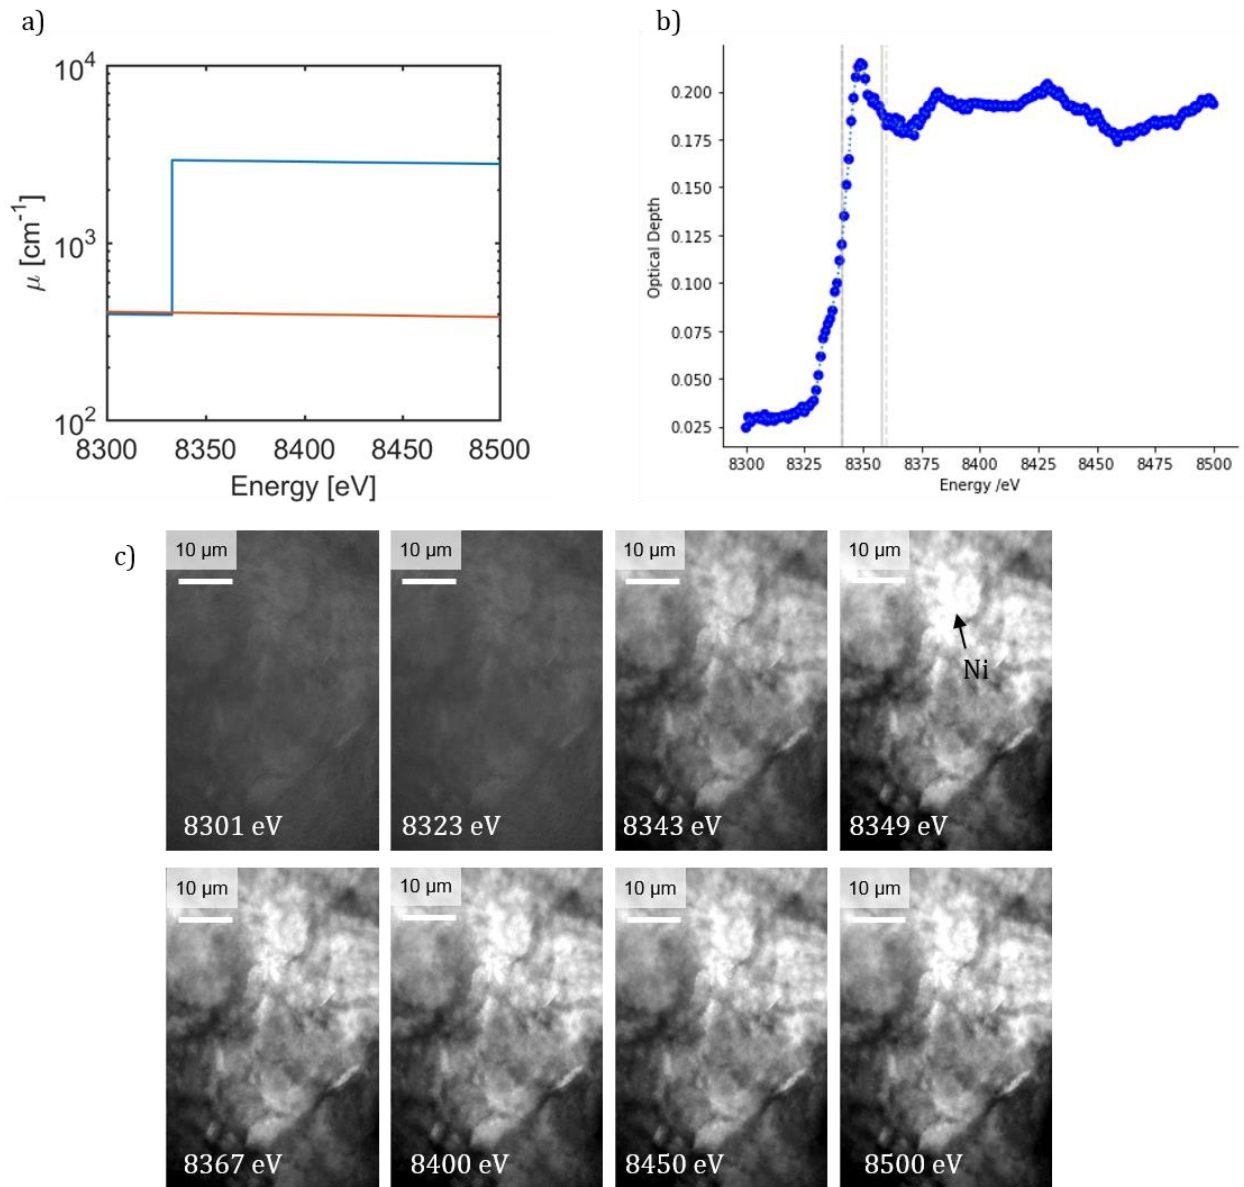 a)
10⁴
10³
10²
μ [cm⁻¹]
8300 8350 8400 8450 8500
Energy [eV]
b)
0.200
0.175
0.150
0.125
0.100
0.075
0.050
0.025
Optical Depth
8300 8325 8350 8375 8400 8425 8450 8475 8500
Energy /eV
c)
10 μm 10 μm 10 μm 10 μm
Ni
8301 eV 8323 eV 8343 eV 8349 eV
10 μm 10 μm 10 μm 10 μm
8367 eV 8400 eV 8450 eV 8500 eV